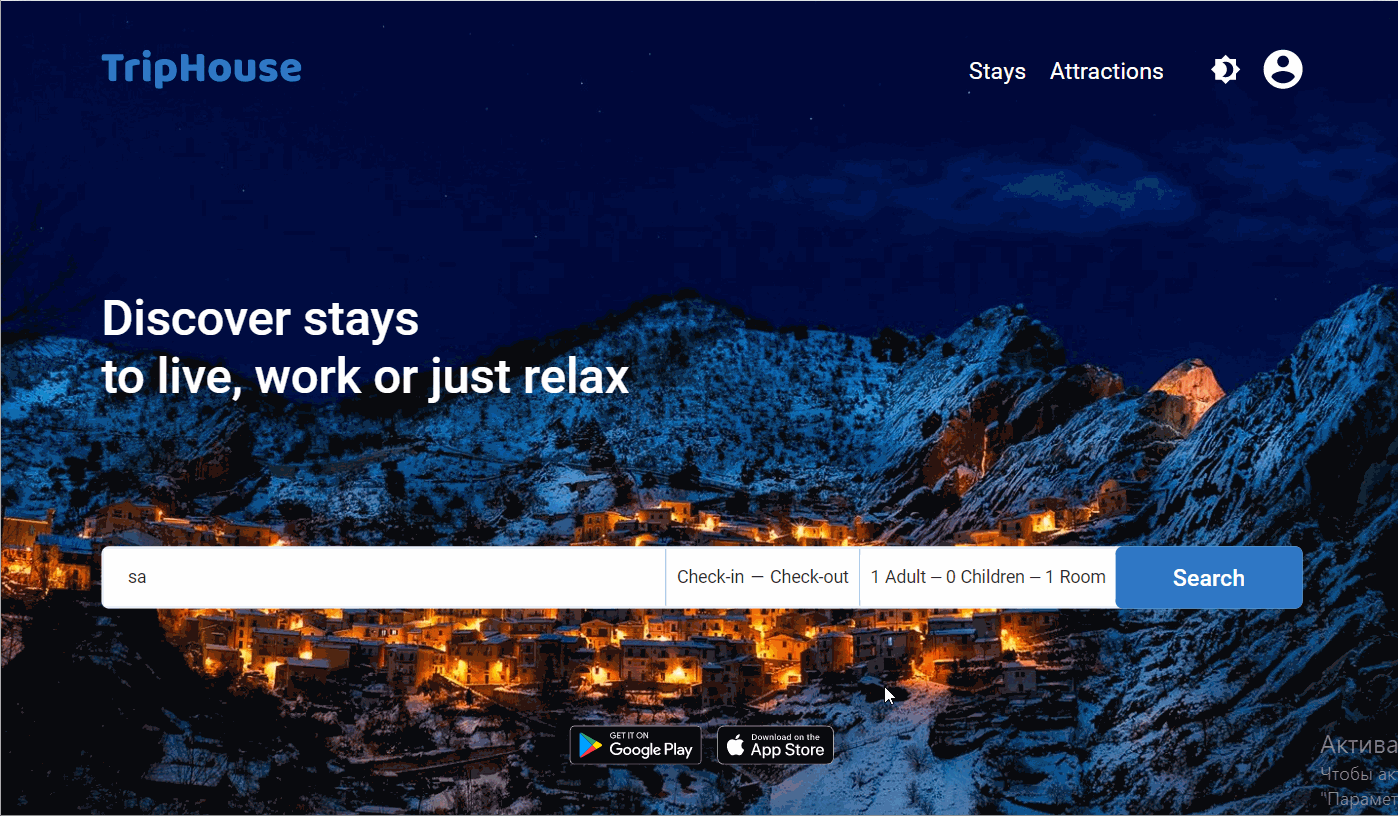 TripHouse
Stays
Attractions
Discover stays
to live, work or just relax
sa
Check-in — Check-out
1 Adult — 0 Children — 1 Room
Search
GET IT ON
Google Play
Download on the
App Store
Актива
Чтобы ак
"Парамет